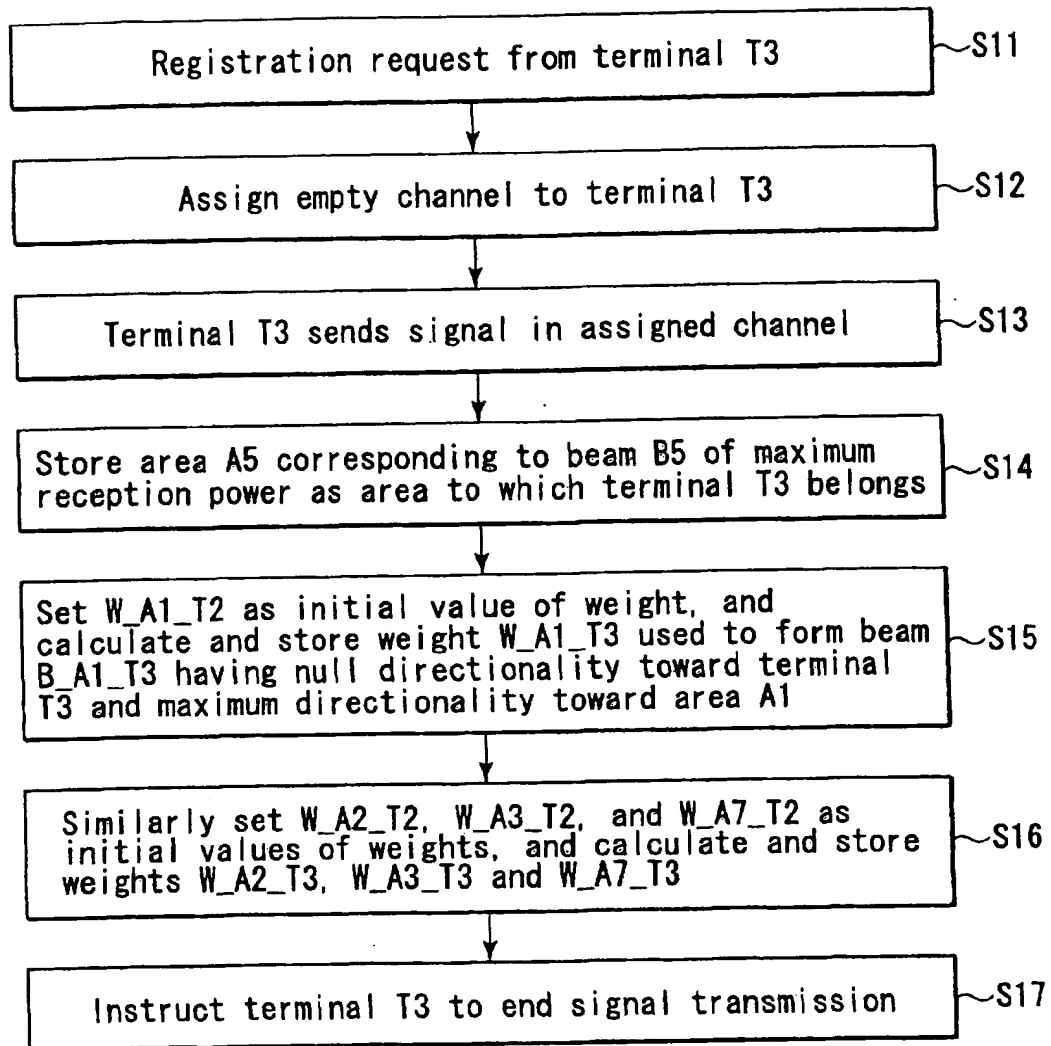 Registration request from terminal T3
S11
Assign empty channel to terminal T3
S12
Terminal T3 sends signal in assigned channel
S13
Store area A5 corresponding to beam B5 of maximum
reception power as area to which terminal T3 belongs
S14
Set W_A1_T2 as initial value of weight, and
calculate and store weight W_A1_T3 used to form beam
B_A1_T3 having null directionality toward terminal
T3 and maximum directionality toward area A1
S15
Similarly set W_A2_T2, W_A3_T2, and W_A7_T2 as
initial values of weights, and calculate and store
weights W_A2_T3, W_A3_T3 and W_A7_T3
S16
Instruct terminal T3 to end signal transmission
S17